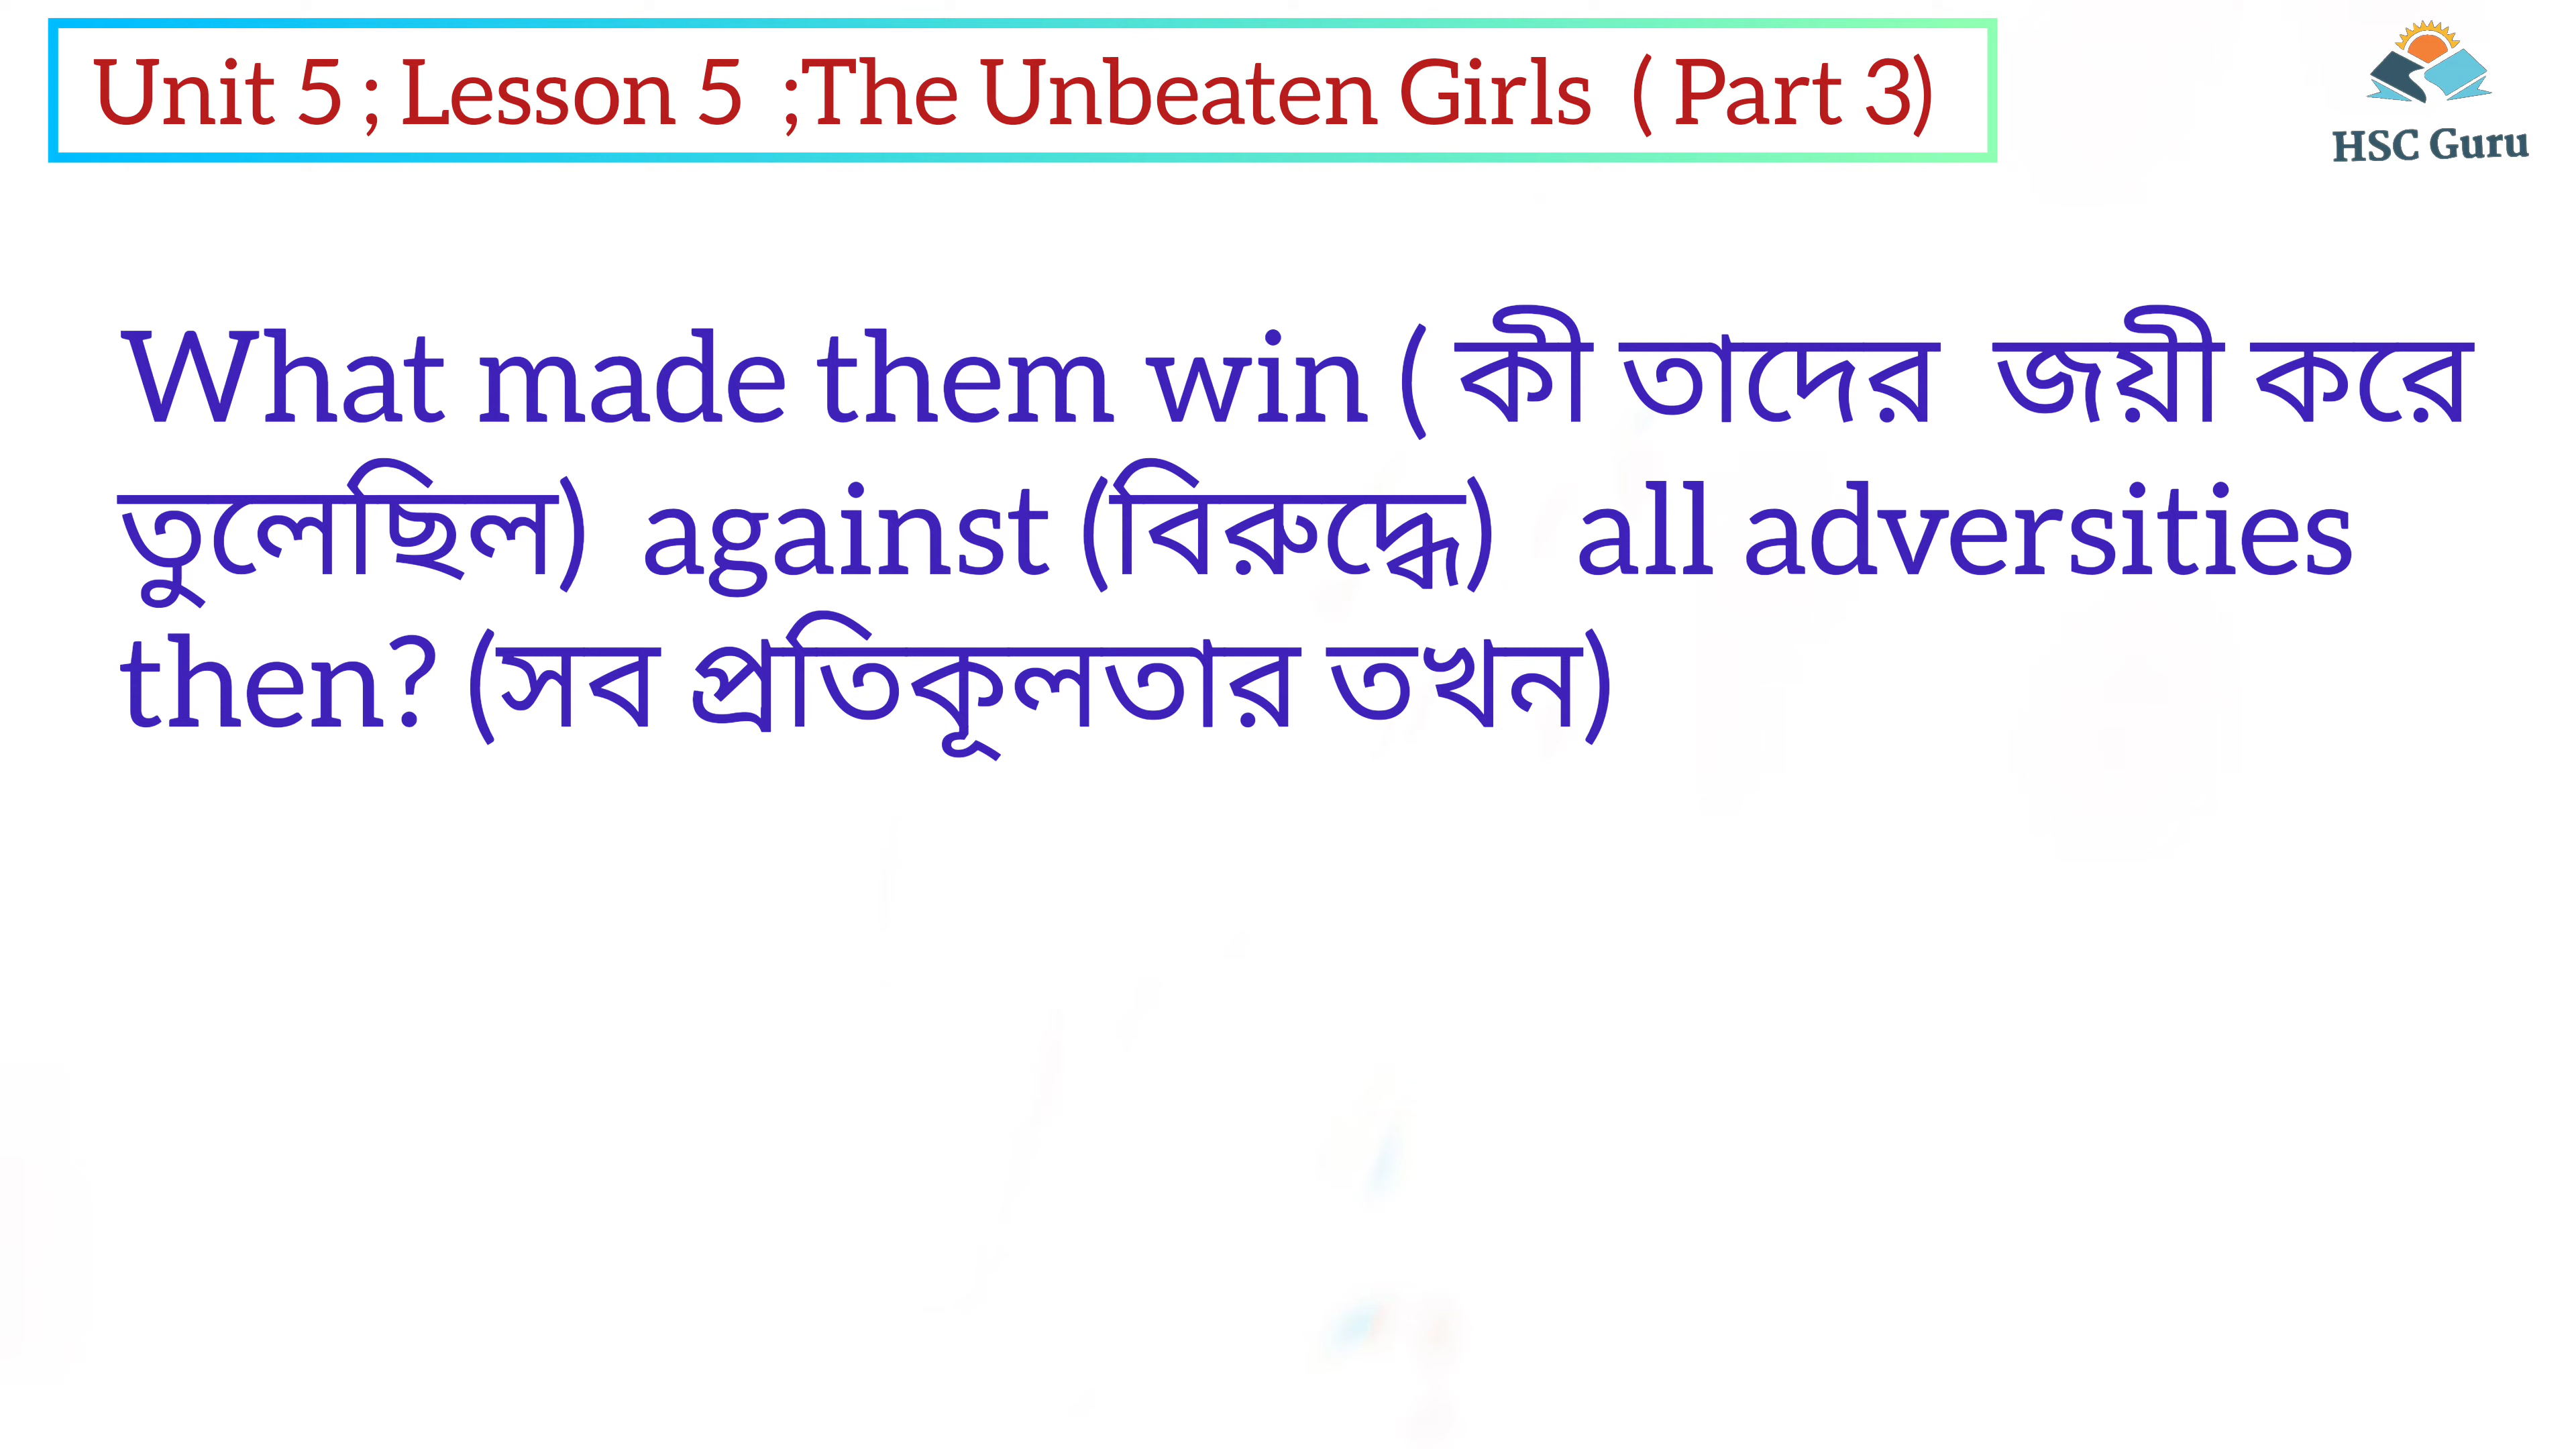 Unit 5 ; Lesson 5 ;The Unbeaten Girls ( Part 3)
HSC Guru
What made them win ( কী তাদের জয়ী করে
তুলেছিল) against (বিরুদ্ধে) all adversities
then? (সব প্রতিকূলতার তখন)